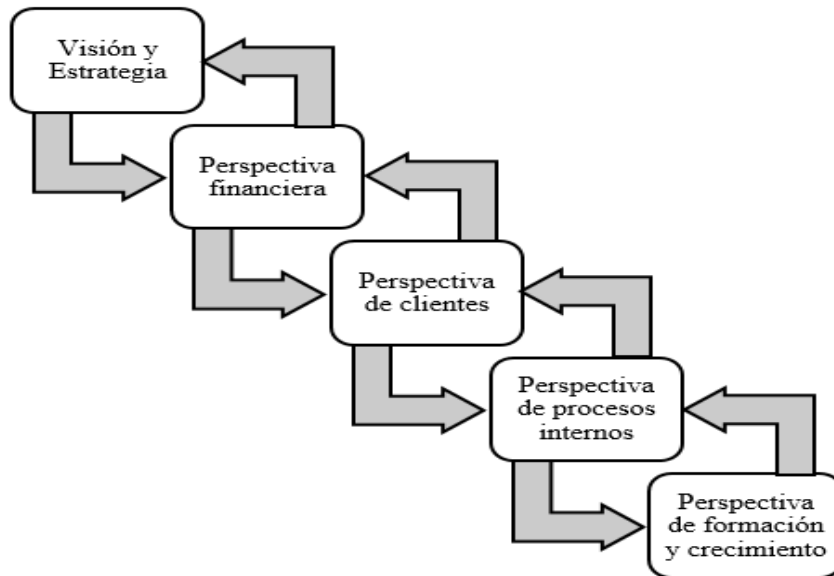 Visión y
Estrategia
Perspectiva
financiera
Perspectiva
de clientes
Perspectiva
de procesos
internos
Perspectiva
de formación
y crecimiento